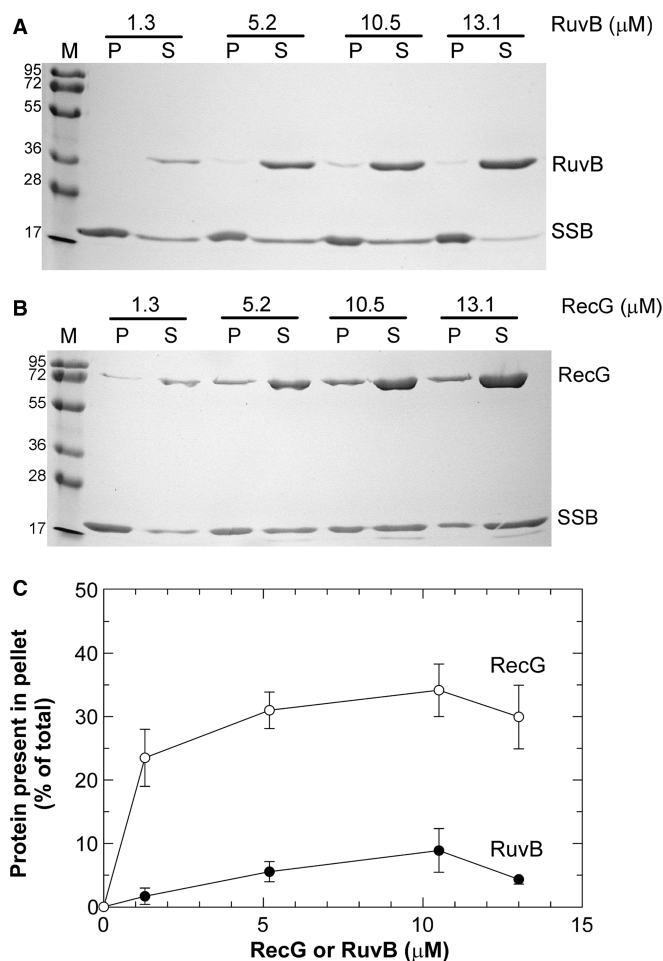 A
1.3 5.2 10.5 13.1 RuvB (μM)
M P S P S P S P S
95
72
55
36
28
17
RuvB
SSB
B
1.3 5.2 10.5 13.1 RecG (μM)
M P S P S P S P S
95
72
55
36
28
17
RecG
SSB
C
50
40
30
20
10
0
Protein present in pellet
(% of total)
RecG
RuvB
0 5 10 15
RecG or RuvB (μM)